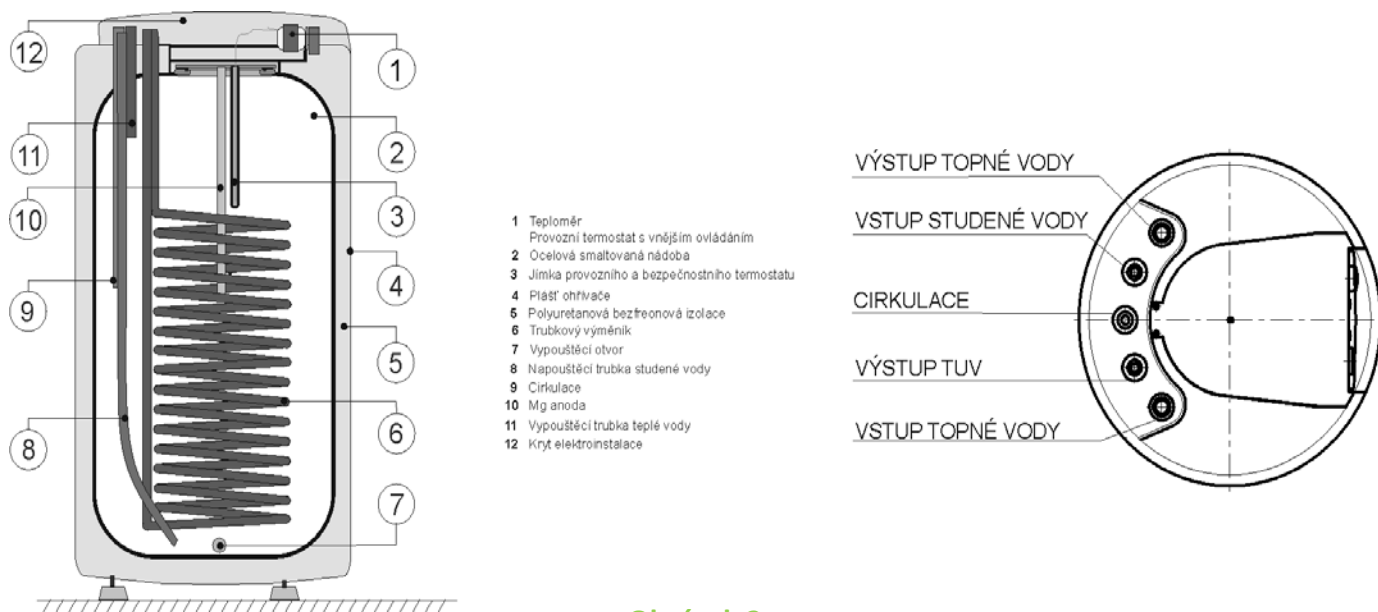 12
1
11
2
10
3
9
4
5
8
6
7
1 Teploměr
Provozní termostat s vnějším ovládáním
2 Ocelová smaltovaná nádoba
3 Jímka provozního a bezpečnostního termostatu
4 Plášť ohřívače
5 Polyuretanová bezfreonová izolace
6 Trubkový výměník
7 Vypouštěcí otvor
8 Napouštěcí trubka studené vody
9 Cirkulace
10 Mg anoda
11 Vypouštěcí trubka teplé vody
12 Kryt elektroinstalace
VÝSTUP TOPNÉ VODY
VSTUP STUDENÉ VODY
CIRKULACE
VÝSTUP TUV
VSTUP TOPNÉ VODY